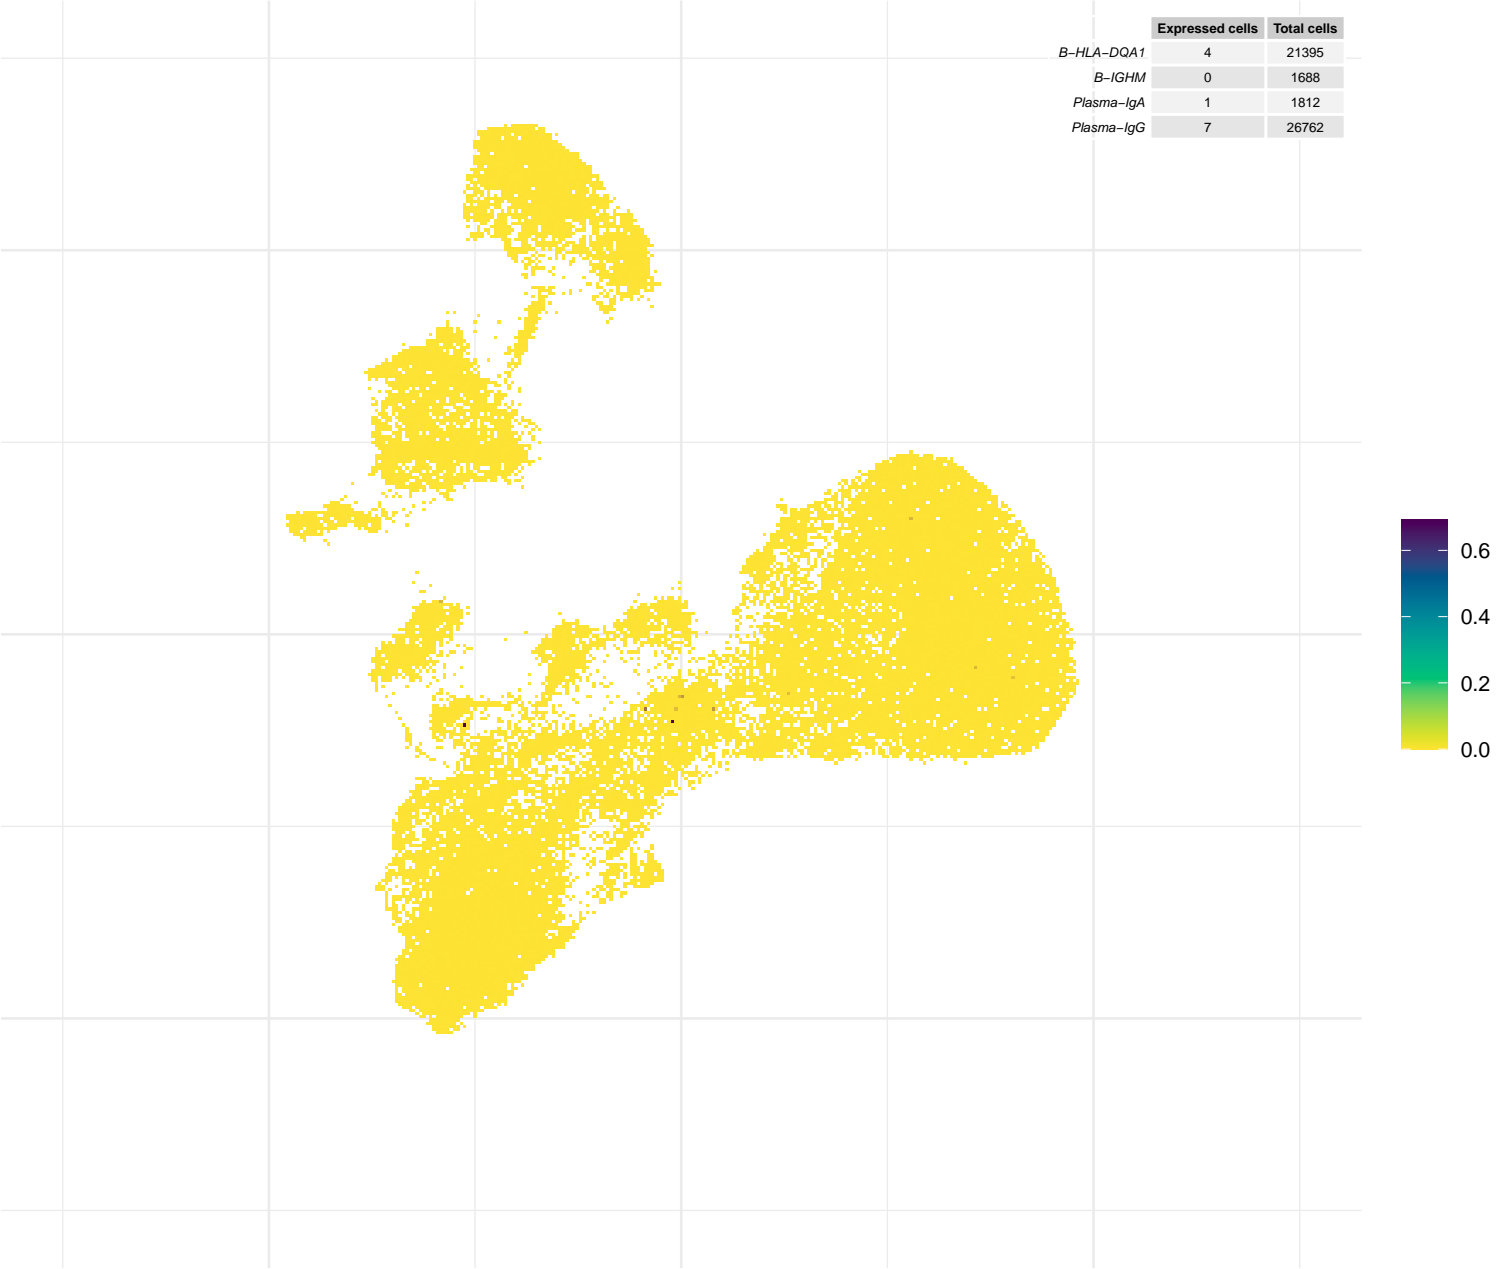 Expressed cells Total cells
B−HLA−DQA1 4 21395
B−IGHM 0 1688
Plasma−IgA 1 1812
Plasma−IgG 7 26762
0.6
0.4
0.2
0.0